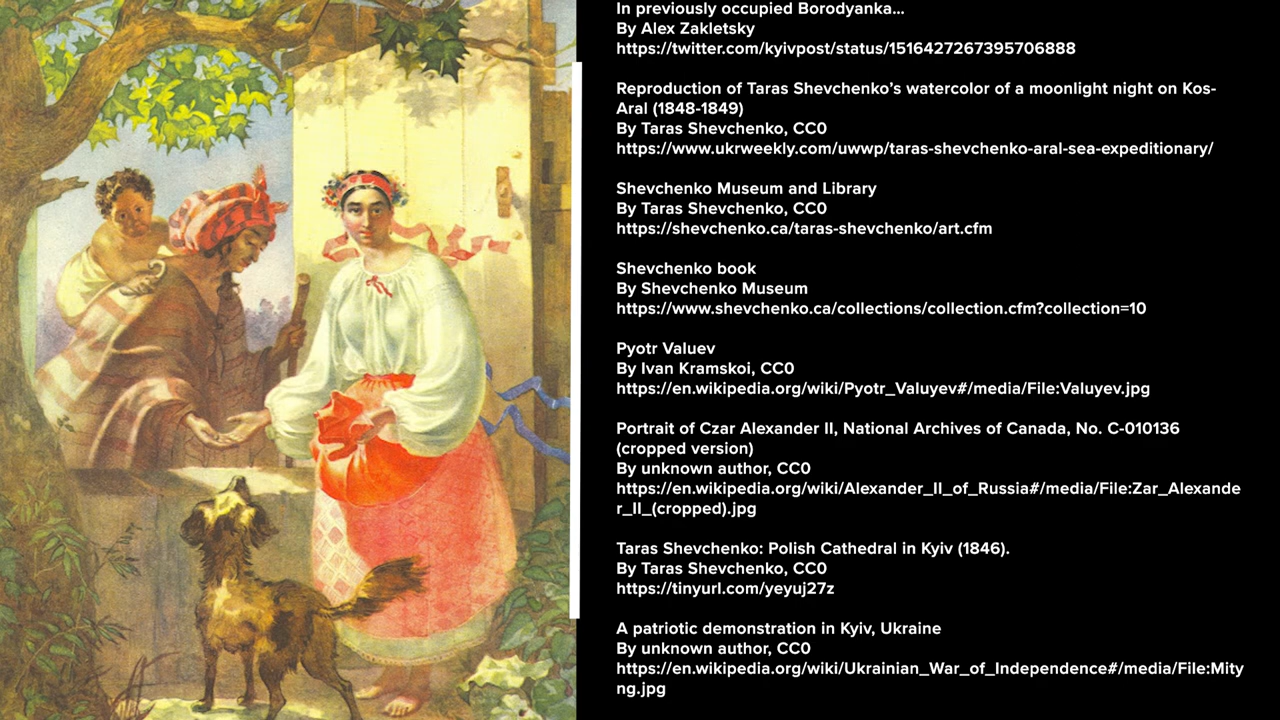 In previously occupied Borodyanka...
By Alex Zakletsky
https://twitter.com/kyivpost/status/1516427267395706888
Reproduction of Taras Shevchenko’s watercolor of a moonlight night on Kos-
Aral (1848-1849)
By Taras Shevchenko, CC0
https://www.ukrweekly.com/uwwp/taras-shevchenko-aral-sea-expeditionary/
Shevchenko Museum and Library
By Taras Shevchenko, CC0
https://shevchenko.ca/taras-shevchenko/art.cfm
Shevchenko book
By Shevchenko Museum
https://www.shevchenko.ca/collections/collection.cfm?collection=10
Pyotr Valuev
By Ivan Kramskoi, CC0
https://en.wikipedia.org/wiki/Pyotr_Valuyev#/media/File:Valuyev.jpg
Portrait of Czar Alexander II, National Archives of Canada, No. C-010136
(cropped version)
By unknown author, CC0
https://en.wikipedia.org/wiki/Alexander_II_of_Russia#/media/File:Zar_Alexande
r_II_(cropped).jpg
Taras Shevchenko: Polish Cathedral in Kyiv (1846).
By Taras Shevchenko, CC0
https://tinyurl.com/yeyuj27z
A patriotic demonstration in Kyiv, Ukraine
By unknown author, CC0
https://en.wikipedia.org/wiki/Ukrainian_War_of_Independence#/media/File:Mity
ng.jpg